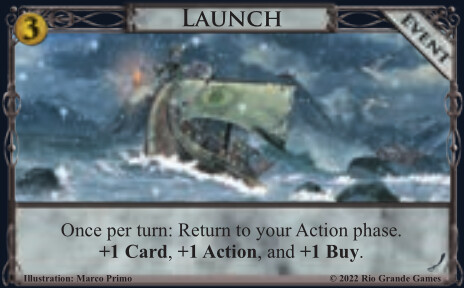 LAUNCH
3
EVENT
Once per turn: Return to your Action phase.
+1 Card, +1 Action, and +1 Buy.
Illustration: Marco Primo
© 2022 Rio Grande Games